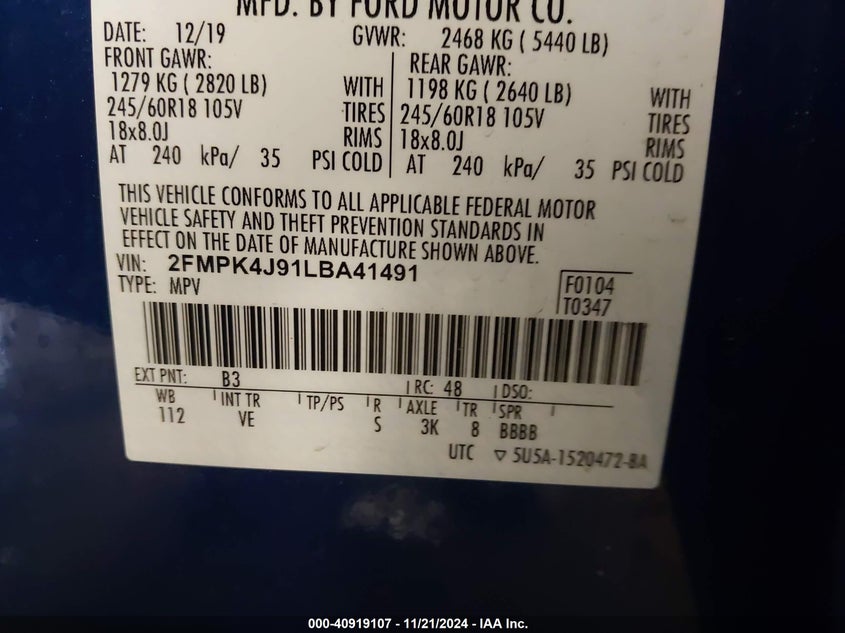 MFD. BY FORD MOTOR CO.
DATE: 12/19 GVWR: 2468 KG ( 5440 LB)
FRONT GAWR: REAR GAWR:
1279 KG ( 2820 LB) WITH 1198 KG ( 2640 LB) WITH
245/60R18 105V TIRES 245/60R18 105V TIRES
18x8.0J RIMS 18x8.0J RIMS
AT 240 kPa/ 35 PSI COLD AT 240 kPa/ 35 PSI COLD
THIS VEHICLE CONFORMS TO ALL APPLICABLE FEDERAL MOTOR
VEHICLE SAFETY AND THEFT PREVENTION STANDARDS IN
EFFECT ON THE DATE OF MANUFACTURE SHOWN ABOVE.
VIN: 2FMPK4J91LBA41491
TYPE: MPV
F0104
T0347
EXT PNT: B3 RC: 48 DSO:
WB INT TR TP/PS R AXLE TR SPR
112 VE S 3K 8 BBBB
UTC ▽ 5U5A-1520472-BA
000-40919107 - 11/21/2024 - IAA Inc.